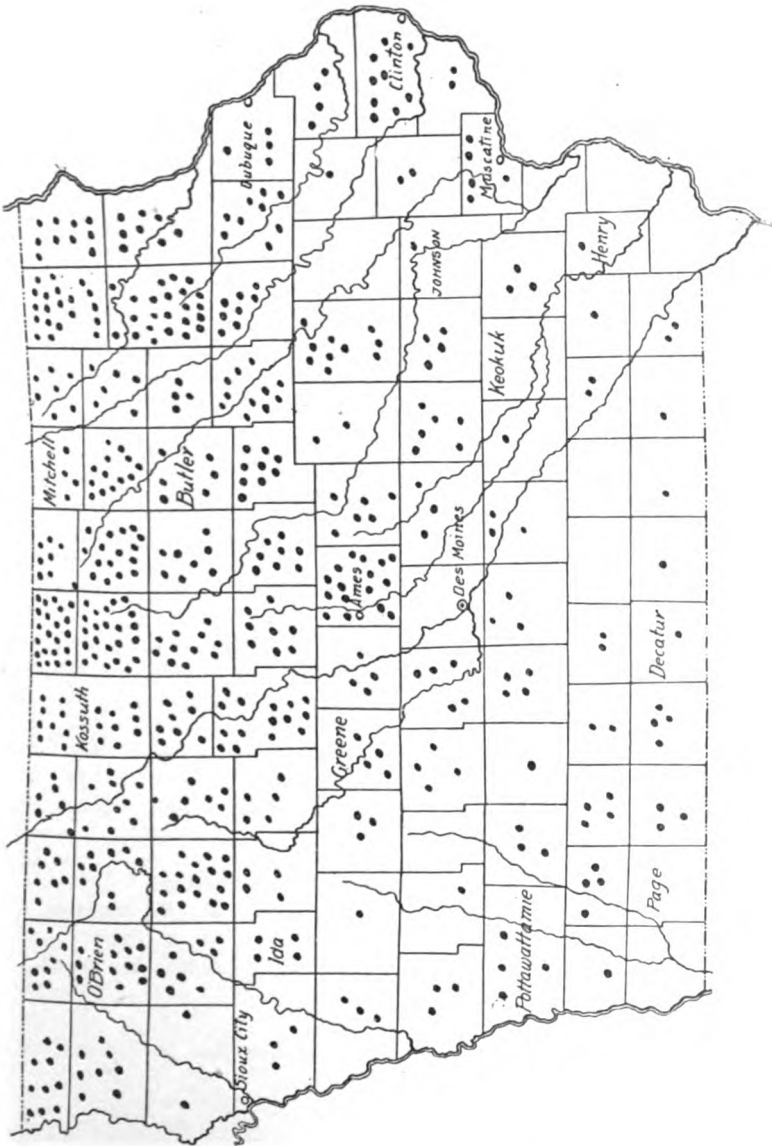 Mitchell
Kossuth
O'Brien
Butler
Dubuque
Clinton
Sioux City
Ida
Greene
Ames
Muscatine
JOHNSON
Des Moines
Keokuk
Pottawattamie
Henry
Decatur
Page